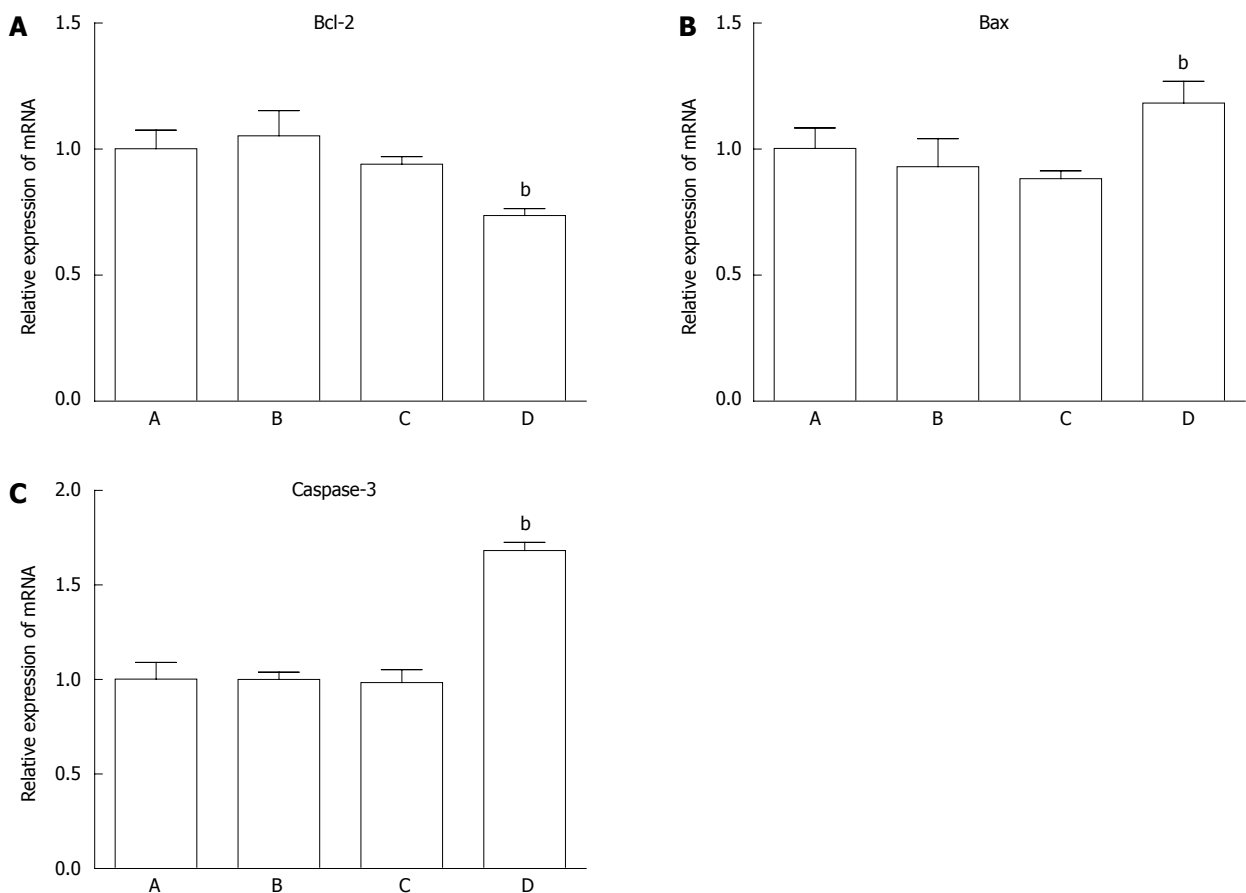 A
Bcl-2
Relative expression of mRNA
1.5
1.0
0.5
0.0
b
A B C D
B
Bax
Relative expression of mRNA
1.5
1.0
0.5
0.0
b
A B C D
C
Caspase-3
Relative expression of mRNA
2.0
1.5
1.0
0.5
0.0
b
A B C D